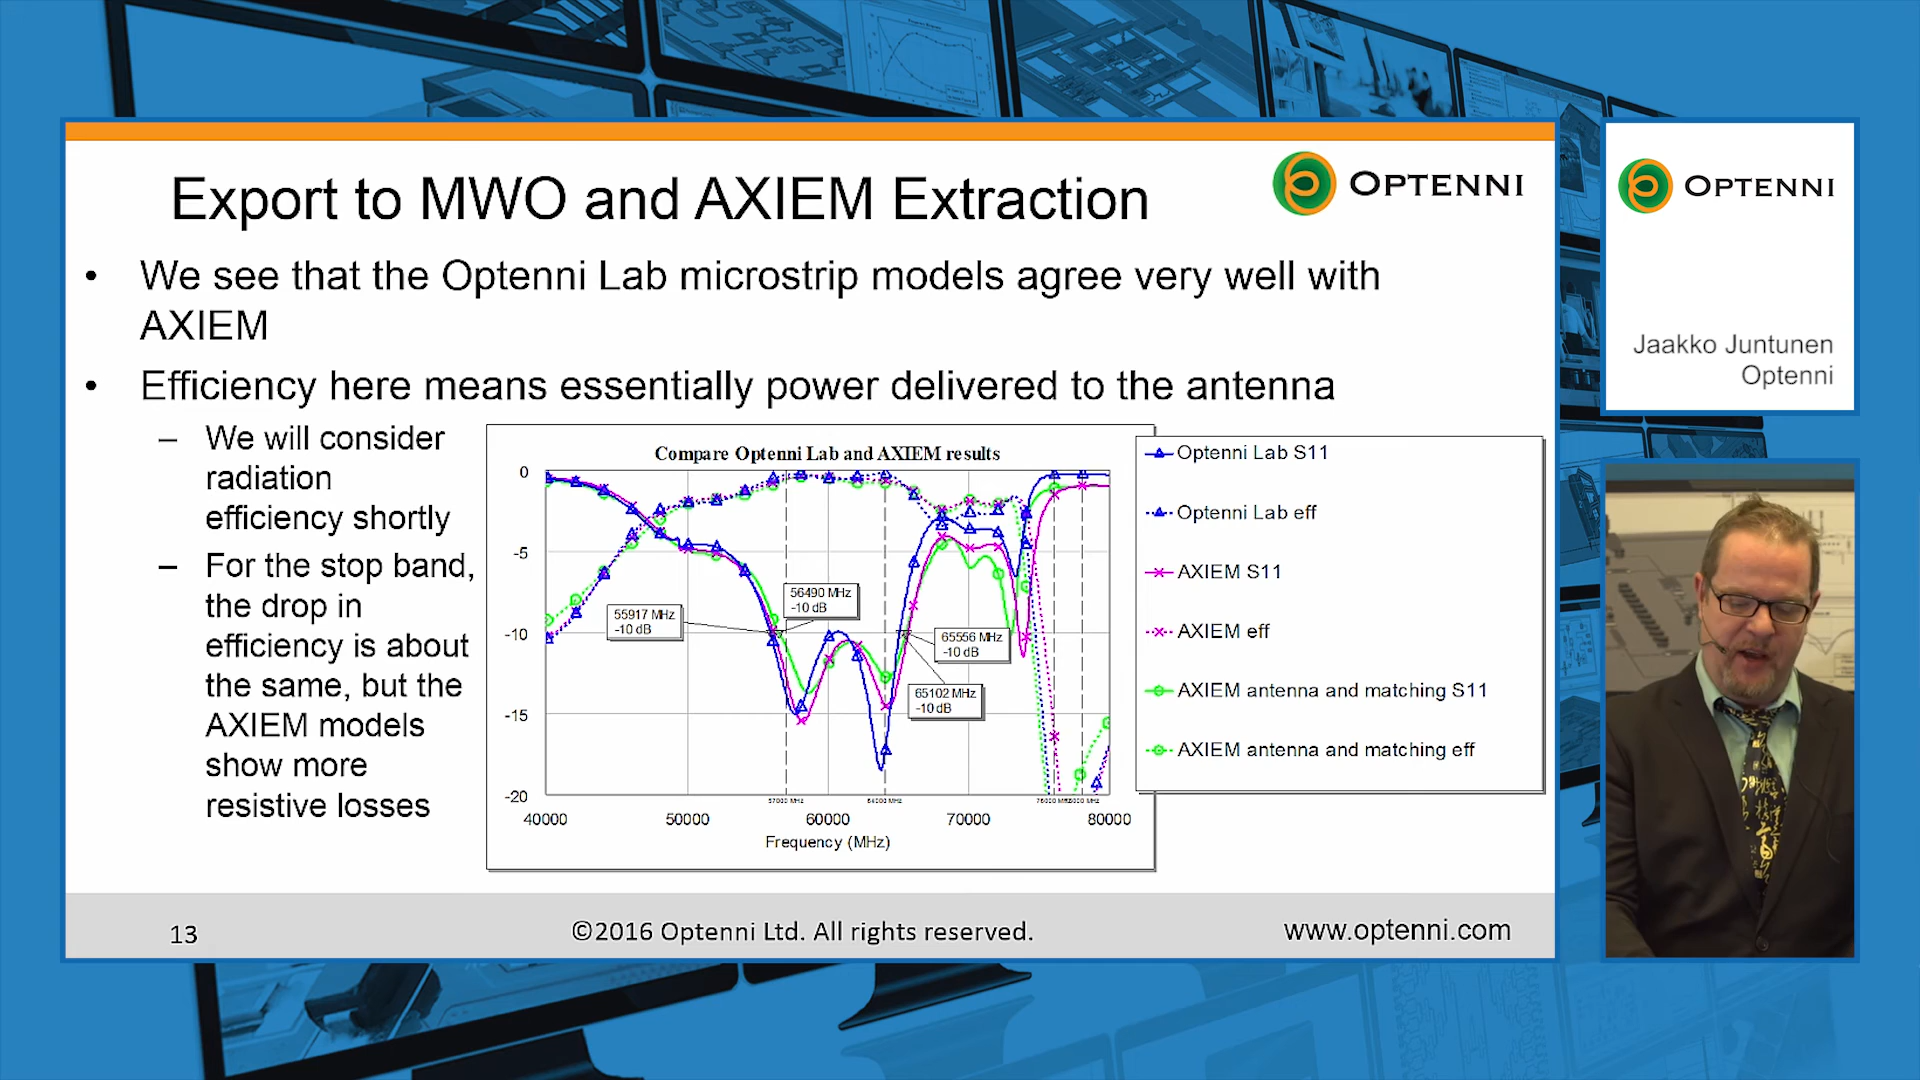 Export to MWO and AXIEM Extraction
OPTENNI
• We see that the Optenni Lab microstrip models agree very well with
AXIEM
• Efficiency here means essentially power delivered to the antenna
– We will consider
radiation
efficiency shortly
– For the stop band,
the drop in
efficiency is about
the same, but the
AXIEM models
show more
resistive losses
Compare Optenni Lab and AXIEM results
0
-5
-10
-15
-20
55917 MHz
-10 dB
56490 MHz
-10 dB
65556 MHz
-10 dB
65102 MHz
-10 dB
57000 MHz
64000 MHz
40000
50000
60000
70000
80000
Frequency (MHz)
Optenni Lab S11
Optenni Lab eff
AXIEM S11
AXIEM eff
AXIEM antenna and matching S11
AXIEM antenna and matching eff
13
©2016 Optenni Ltd. All rights reserved.
www.optenni.com
OPTENNI
Jaakko Juntunen
Optenni